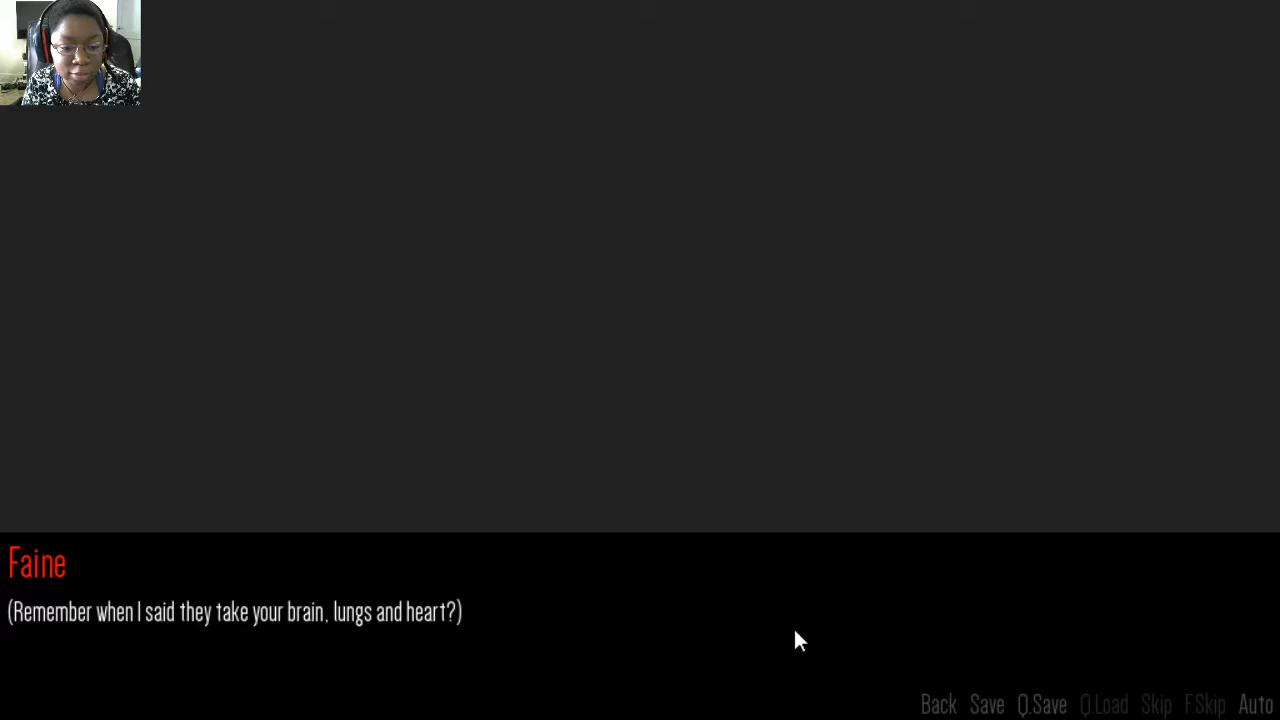 Faine
(Remember when I said they take your brain, lungs and heart?)
Back Save Q.Save Q.Load Skip F.Skip Auto